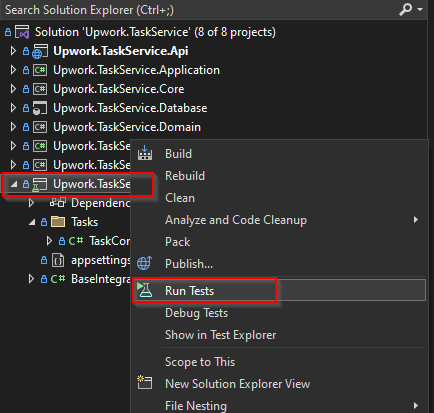 Search Solution Explorer (Ctrl+;)
Solution 'Upwork.TaskService' (8 of 8 projects)
Upwork.TaskService.Api
Upwork.TaskService.Application
Upwork.TaskService.Core
Upwork.TaskService.Database
Upwork.TaskService.Domain
Upwork.TaskSe
Upwork.TaskSe
Upwork.TaskSe
Dependenc
Tasks
C# TaskCor
appsetting
C# BaseIntegra
Build
Rebuild
Clean
Analyze and Code Cleanup
Pack
Publish...
Run Tests
Debug Tests
Show in Test Explorer
Scope to This
New Solution Explorer View
File Nesting